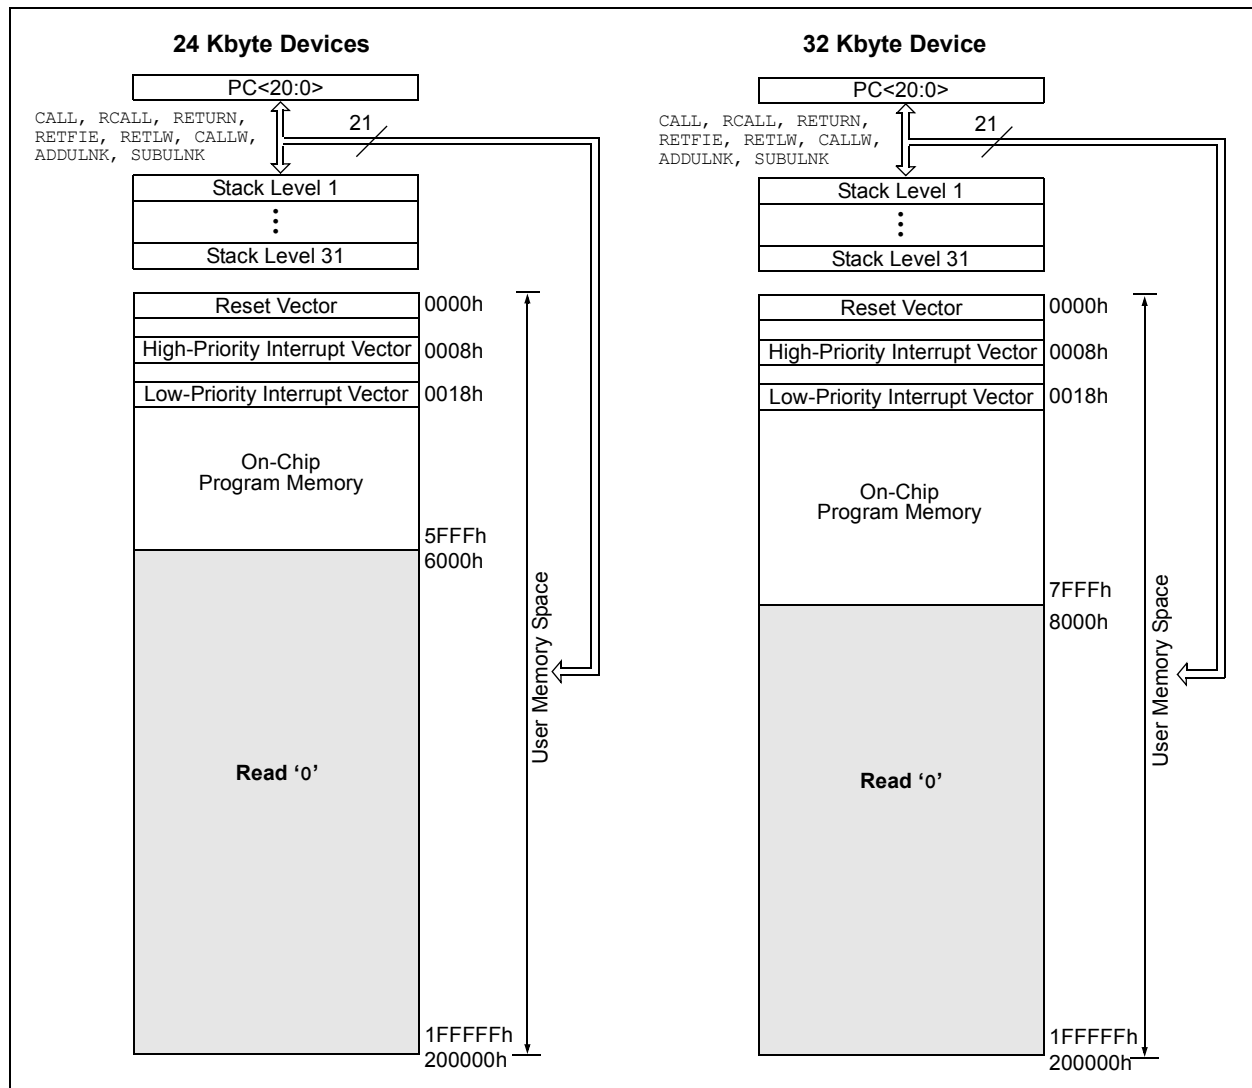 24 Kbyte Devices
PC<20:0>
CALL, RCALL, RETURN,
RETFIE, RETLW, CALLW,
ADDULNK, SUBULNK
21
Stack Level 1
Stack Level 31
Reset Vector
0000h
High-Priority Interrupt Vector
0008h
Low-Priority Interrupt Vector
0018h
On-Chip
Program Memory
5FFFh
6000h
User Memory Space
Read ‘0’
1FFFFFh
200000h
32 Kbyte Device
PC<20:0>
CALL, RCALL, RETURN,
RETFIE, RETLW, CALLW,
ADDULNK, SUBULNK
21
Stack Level 1
Stack Level 31
Reset Vector
0000h
High-Priority Interrupt Vector
0008h
Low-Priority Interrupt Vector
0018h
On-Chip
Program Memory
7FFFh
8000h
User Memory Space
Read ‘0’
1FFFFFh
200000h